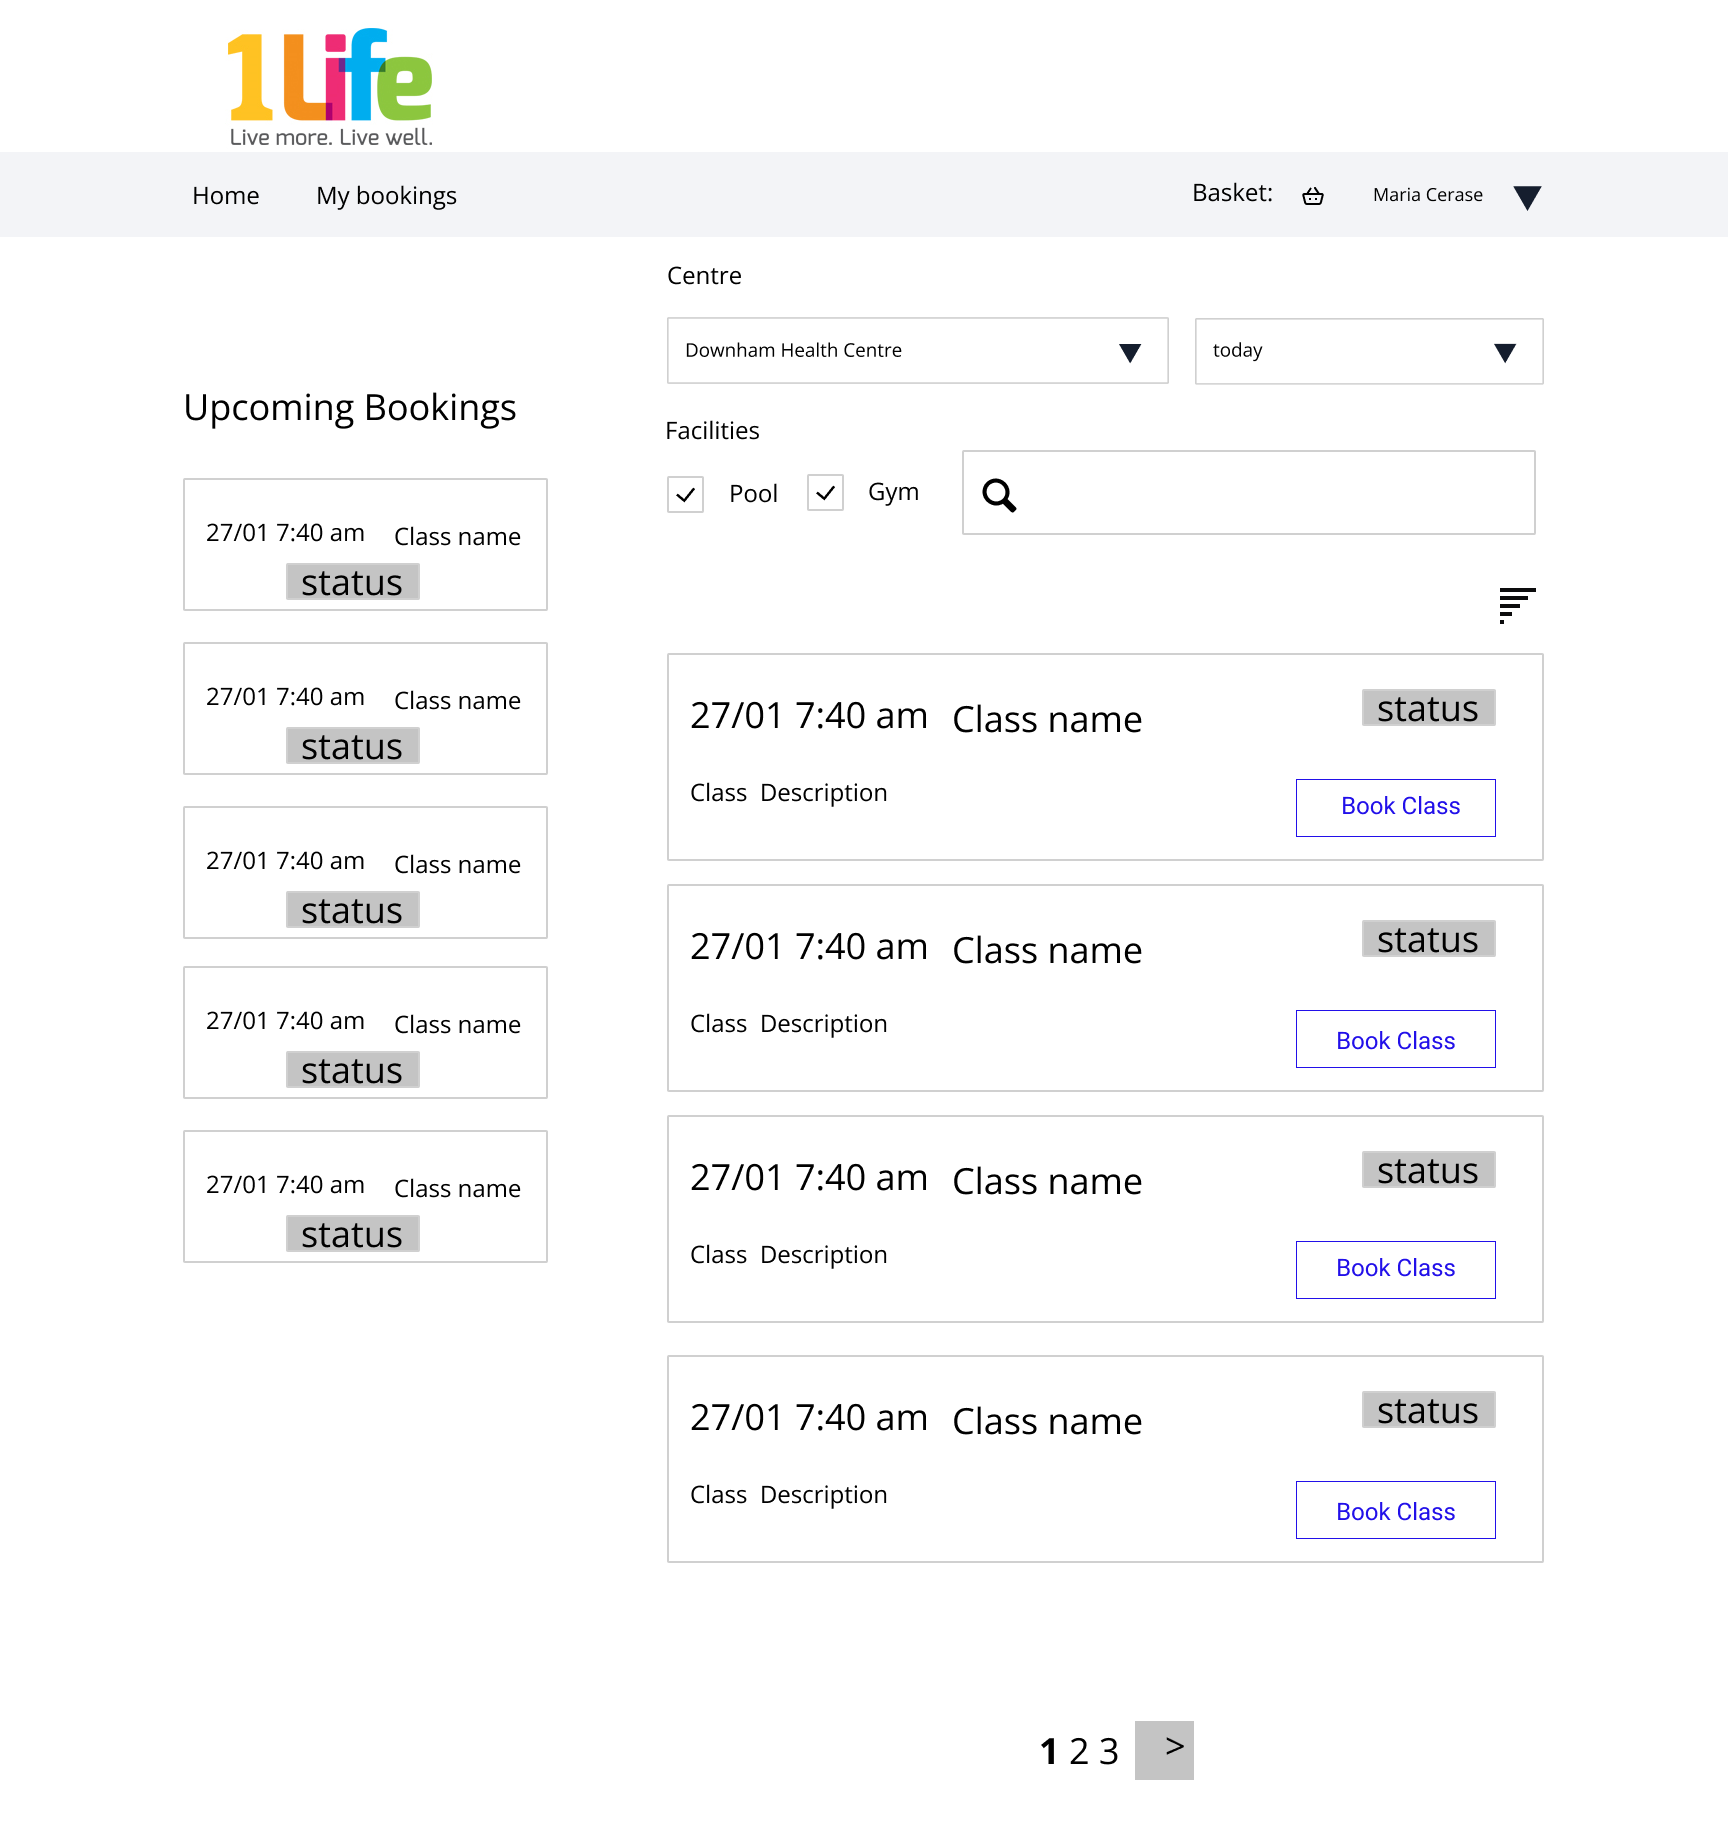 1Life
Live more. Live well.
Home My bookings Basket: Maria Cerase
Centre
Downham Health Centre today
Facilities
Pool Gym
Upcoming Bookings
27/01 7:40 am Class name
status
27/01 7:40 am Class name
status
27/01 7:40 am Class name
status
27/01 7:40 am Class name
status
27/01 7:40 am Class name
status
27/01 7:40 am Class name status
Class Description Book Class
27/01 7:40 am Class name status
Class Description Book Class
27/01 7:40 am Class name status
Class Description Book Class
27/01 7:40 am Class name status
Class Description Book Class
1 2 3 >